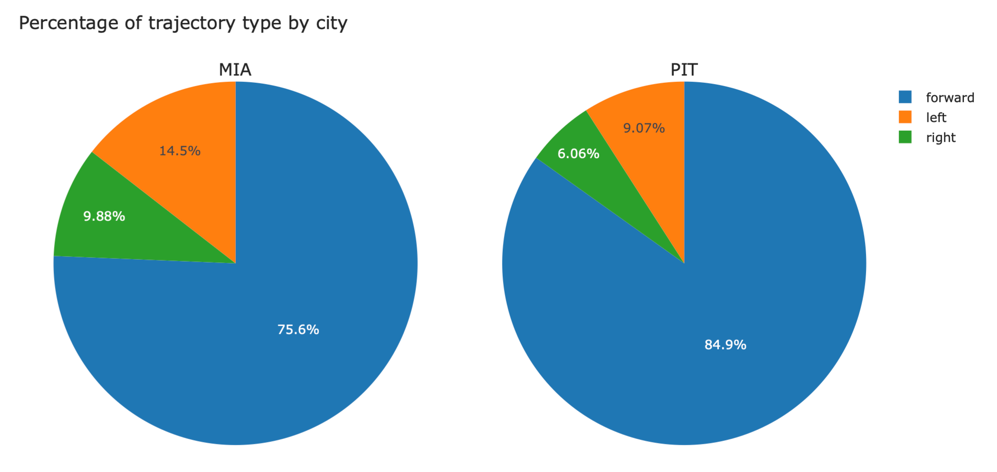 Percentage of trajectory type by city
MIA
PIT
forward
left
right
14.5%
9.88%
75.6%
9.07%
6.06%
84.9%